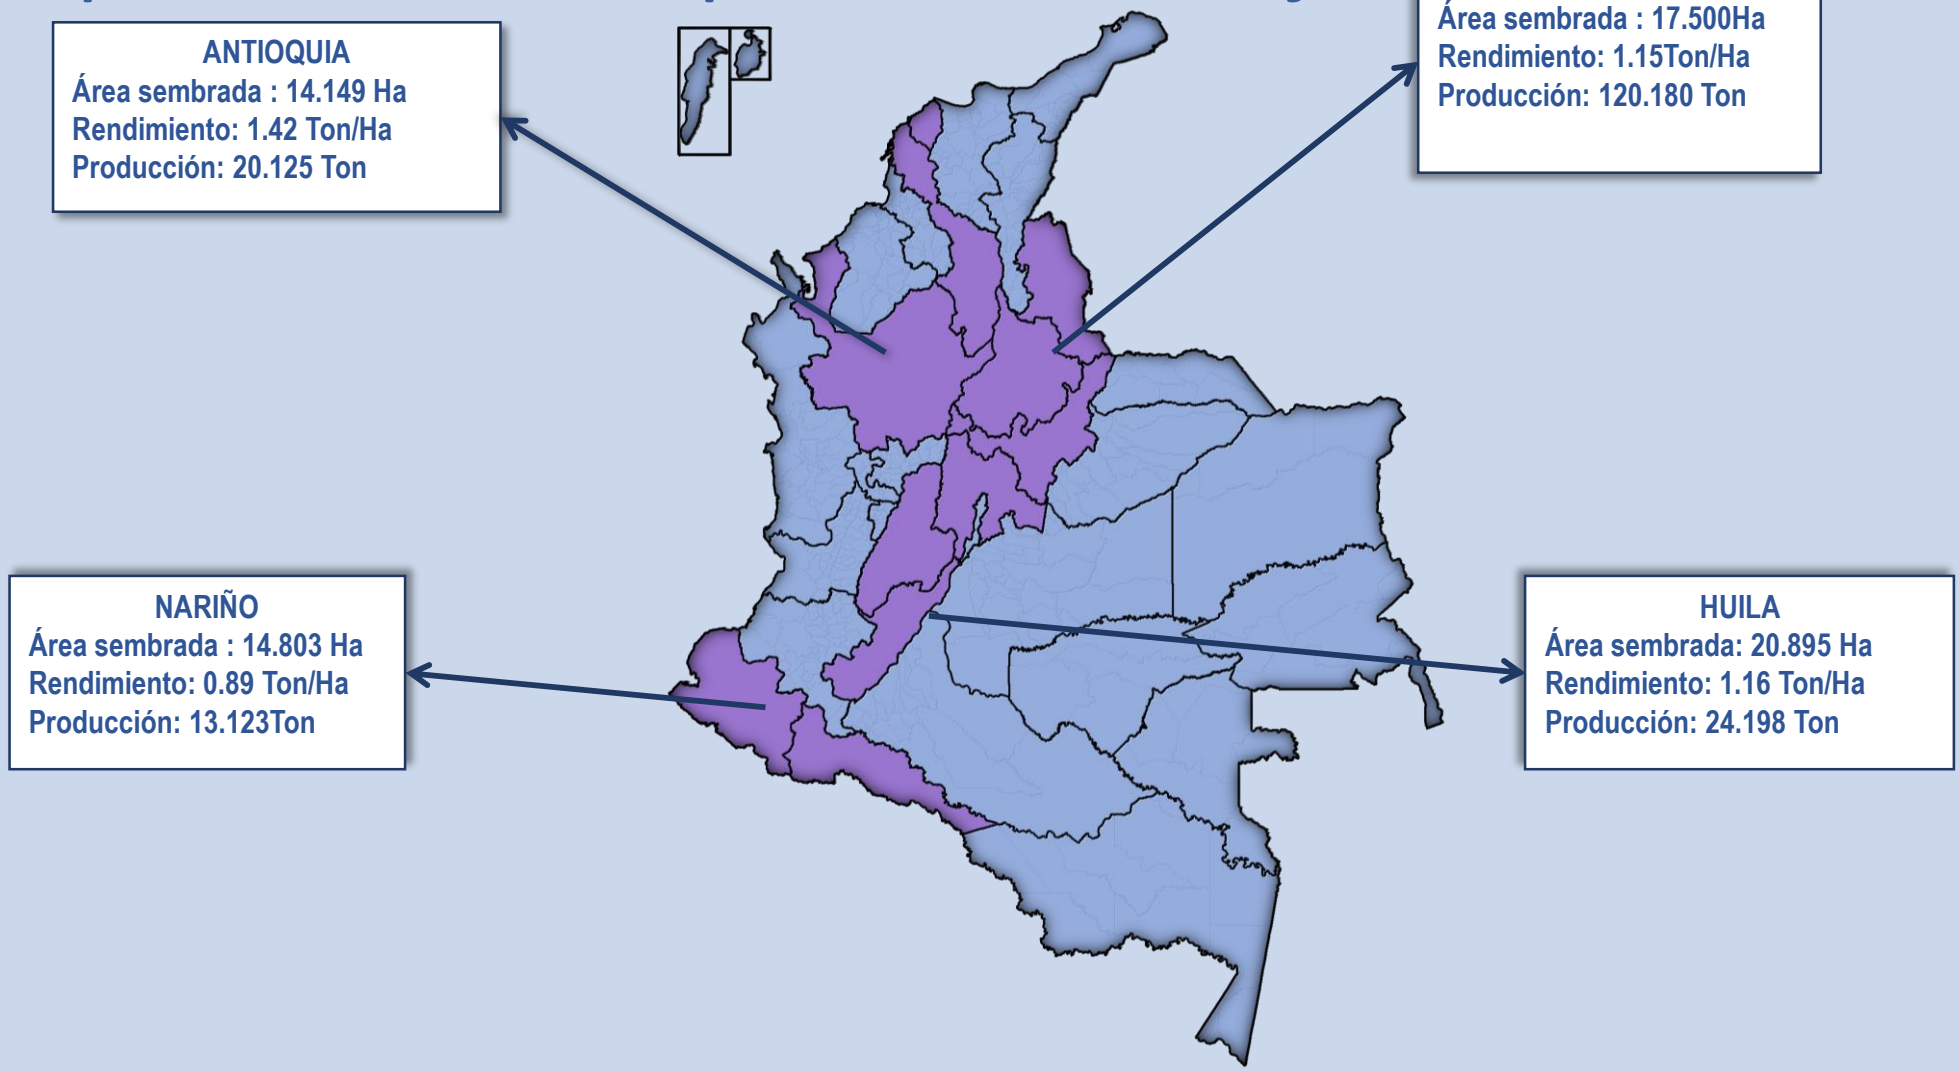 ANTIOQUIA
Área sembrada : 14.149 Ha
Rendimiento: 1.42 Ton/Ha
Producción: 20.125 Ton
Área sembrada : 17.500Ha
Rendimiento: 1.15Ton/Ha
Producción: 120.180 Ton
NARIÑO
Área sembrada : 14.803 Ha
Rendimiento: 0.89 Ton/Ha
Producción: 13.123Ton
HUILA
Área sembrada: 20.895 Ha
Rendimiento: 1.16 Ton/Ha
Producción: 24.198 Ton